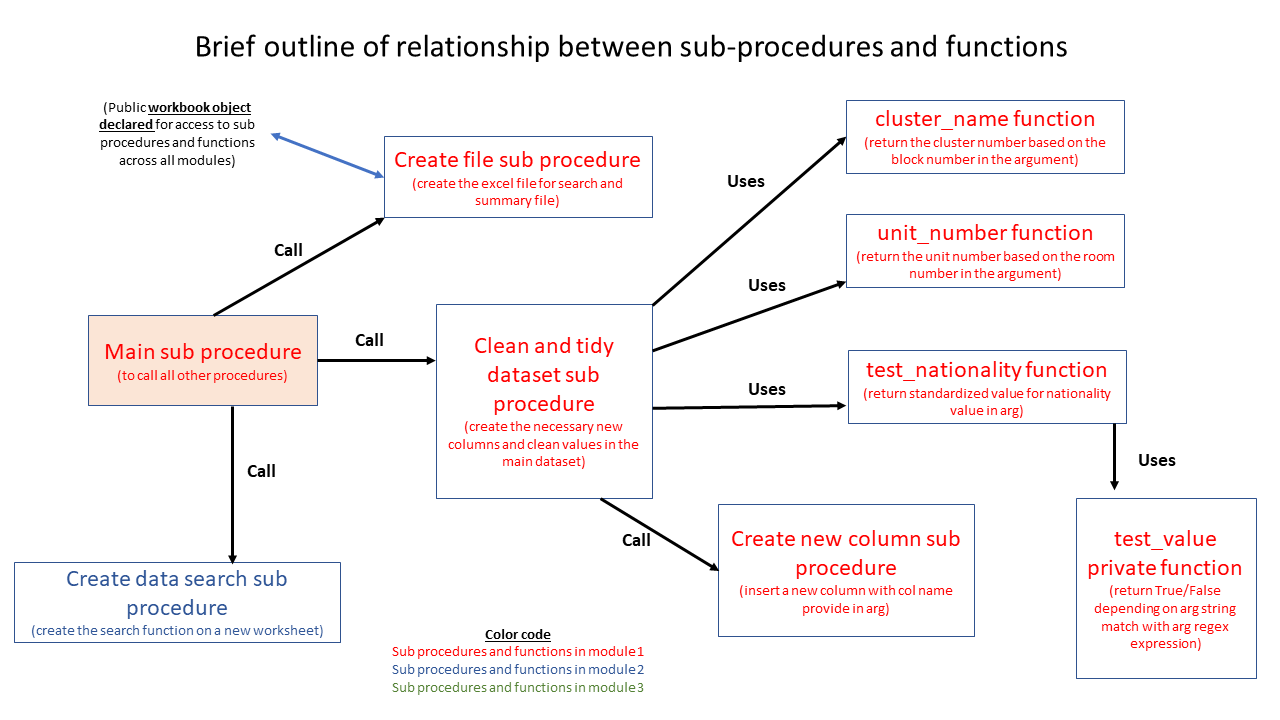 Brief outline of relationship between sub-procedures and functions
(Public workbook object
declared for access to sub
procedures and functions
across all modules)
Create file sub procedure
(create the excel file for search and
summary file)
cluster_name function
(return the cluster number based on the
block number in the argument)
Uses
unit_number function
(return the unit number based on the room
number in the argument)
Call
Uses
Main sub procedure
(to call all other procedures)
Call
Clean and tidy
dataset sub
procedure
(create the necessary new
columns and clean values in the
main dataset)
Uses
test_nationality function
(return standardized value for nationality
value in arg)
Call
Uses
Call
Create new column sub
procedure
(insert a new column with col name
provide in arg)
test_value
private function
(return True/False
depending on arg string
match with arg regex
expression)
Create data search sub
procedure
(create the search function on a new worksheet)
Color code
Sub procedures and functions in module1
Sub procedures and functions in module2
Sub procedures and functions in module3